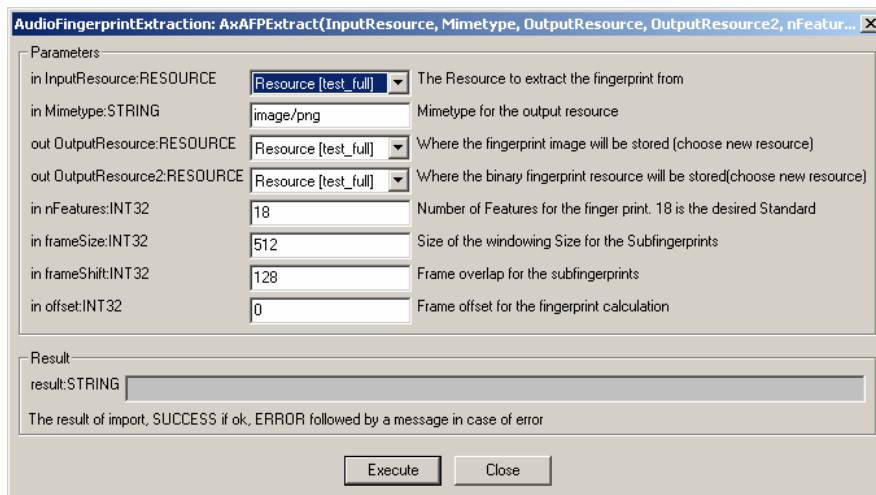 AudioFingerprintExtraction: AxAFPExtract(InputResource, Mimetype, OutputResource, OutputResource2, nFeatur...
Parameters
in InputResource:RESOURCE Resource [test_full] The Resource to extract the fingerprint from
in Mimetype:STRING image/png Mimetype for the output resource
out OutputResource:RESOURCE Resource [test_full] Where the fingerprint image will be stored (choose new resource)
out OutputResource2:RESOURCE Resource [test_full] Where the binary fingerprint resource will be stored(choose new resource)
in nFeatures:INT32 18 Number of Features for the finger print. 18 is the desired Standard
in frameSize:INT32 512 Size of the windowing Size for the Subfingerprints
in frameShift:INT32 128 Frame overlap for the subfingerprints
in offset:INT32 0 Frame offset for the fingerprint calculation
Result
result:STRING
The result of import, SUCCESS if ok, ERROR followed by a message in case of error
Execute Close